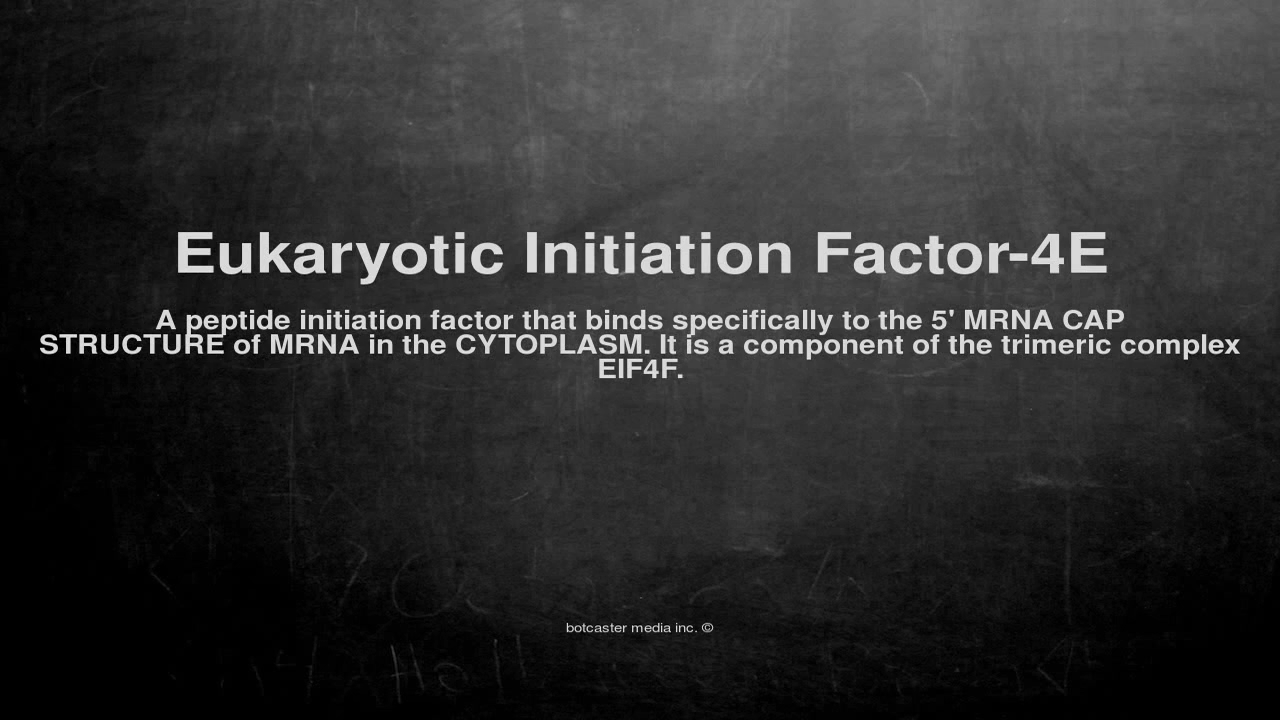 Eukaryotic Initiation Factor-4E
A peptide initiation factor that binds specifically to the 5' MRNA CAP
STRUCTURE of MRNA in the CYTOPLASM. It is a component of the trimeric complex
EIF4F.
botcaster media inc. ©